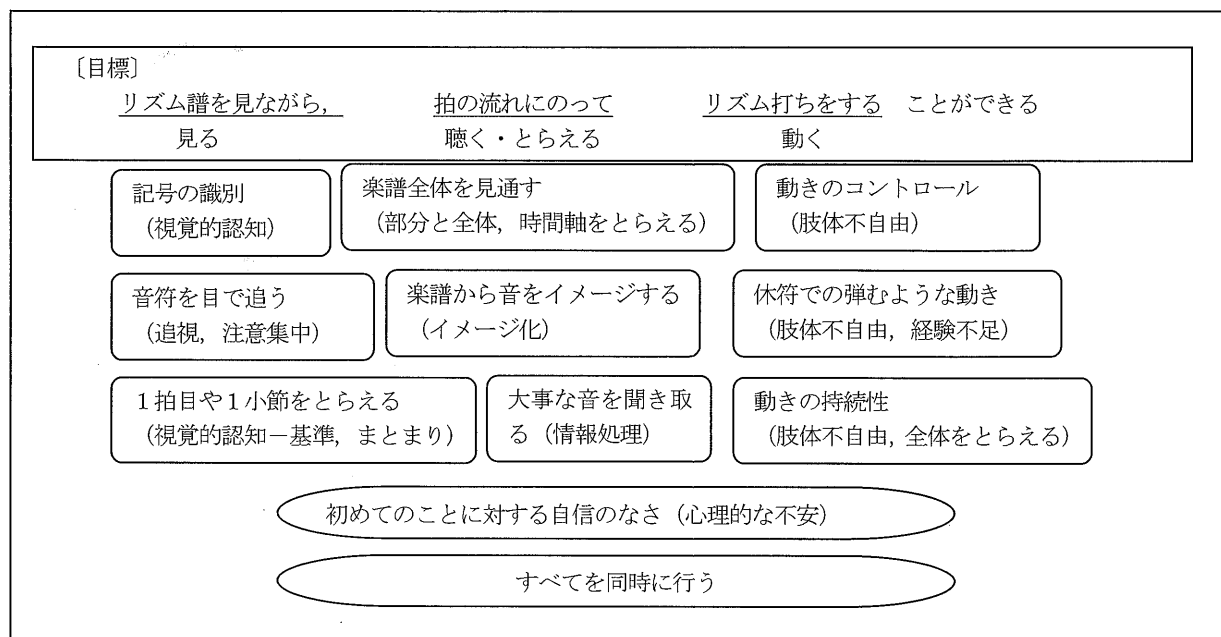 〔目標〕
リズム譜を見ながら， 拍の流れにのって リズム打ちをする ことができる
見る 聴く・とらえる 動く
記号の識別
（視覚的認知）
楽譜全体を見通す
（部分と全体，時間軸をとらえる）
動きのコントロール
（肢体不自由）
音符を目で追う
（追視，注意集中）
楽譜から音をイメージする
（イメージ化）
休符での弾むような動き
（肢体不自由，経験不足）
１拍目や１小節をとらえる
（視覚的認知－基準，まとまり）
大事な音を聞き取
る（情報処理）
動きの持続性
（肢体不自由，全体をとらえる）
初めてのことに対する自信のなさ（心理的な不安）
すべてを同時に行う